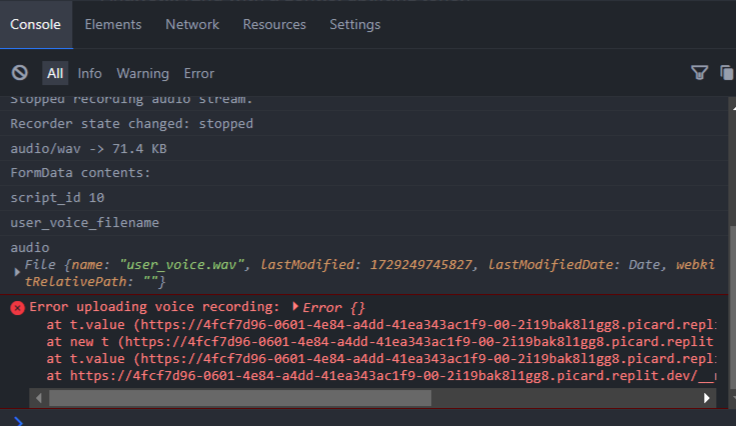 Console Elements Network Resources Settings
All Info Warning Error
Stopped recording audio stream.
Recorder state changed: stopped
audio/wav -> 71.4 KB
FormData contents:
script_id 10
user_voice_filename
audio
File {name: "user_voice.wav", lastModified: 1729249745827, lastModifiedDate: Date, webki
tRelativePath: ""}
Error uploading voice recording: Error {}
at t.value (https://4fcf7d96-0601-4e84-a4dd-41ea343ac1f9-00-2i19bak8l1gg8.picard.repl
at new t (https://4fcf7d96-0601-4e84-a4dd-41ea343ac1f9-00-2i19bak8l1gg8.picard.replit
at t.value (https://4fcf7d96-0601-4e84-a4dd-41ea343ac1f9-00-2i19bak8l1gg8.picard.repl
at https://4fcf7d96-0601-4e84-a4dd-41ea343ac1f9-00-2i19bak8l1gg8.picard.replit.dev/__